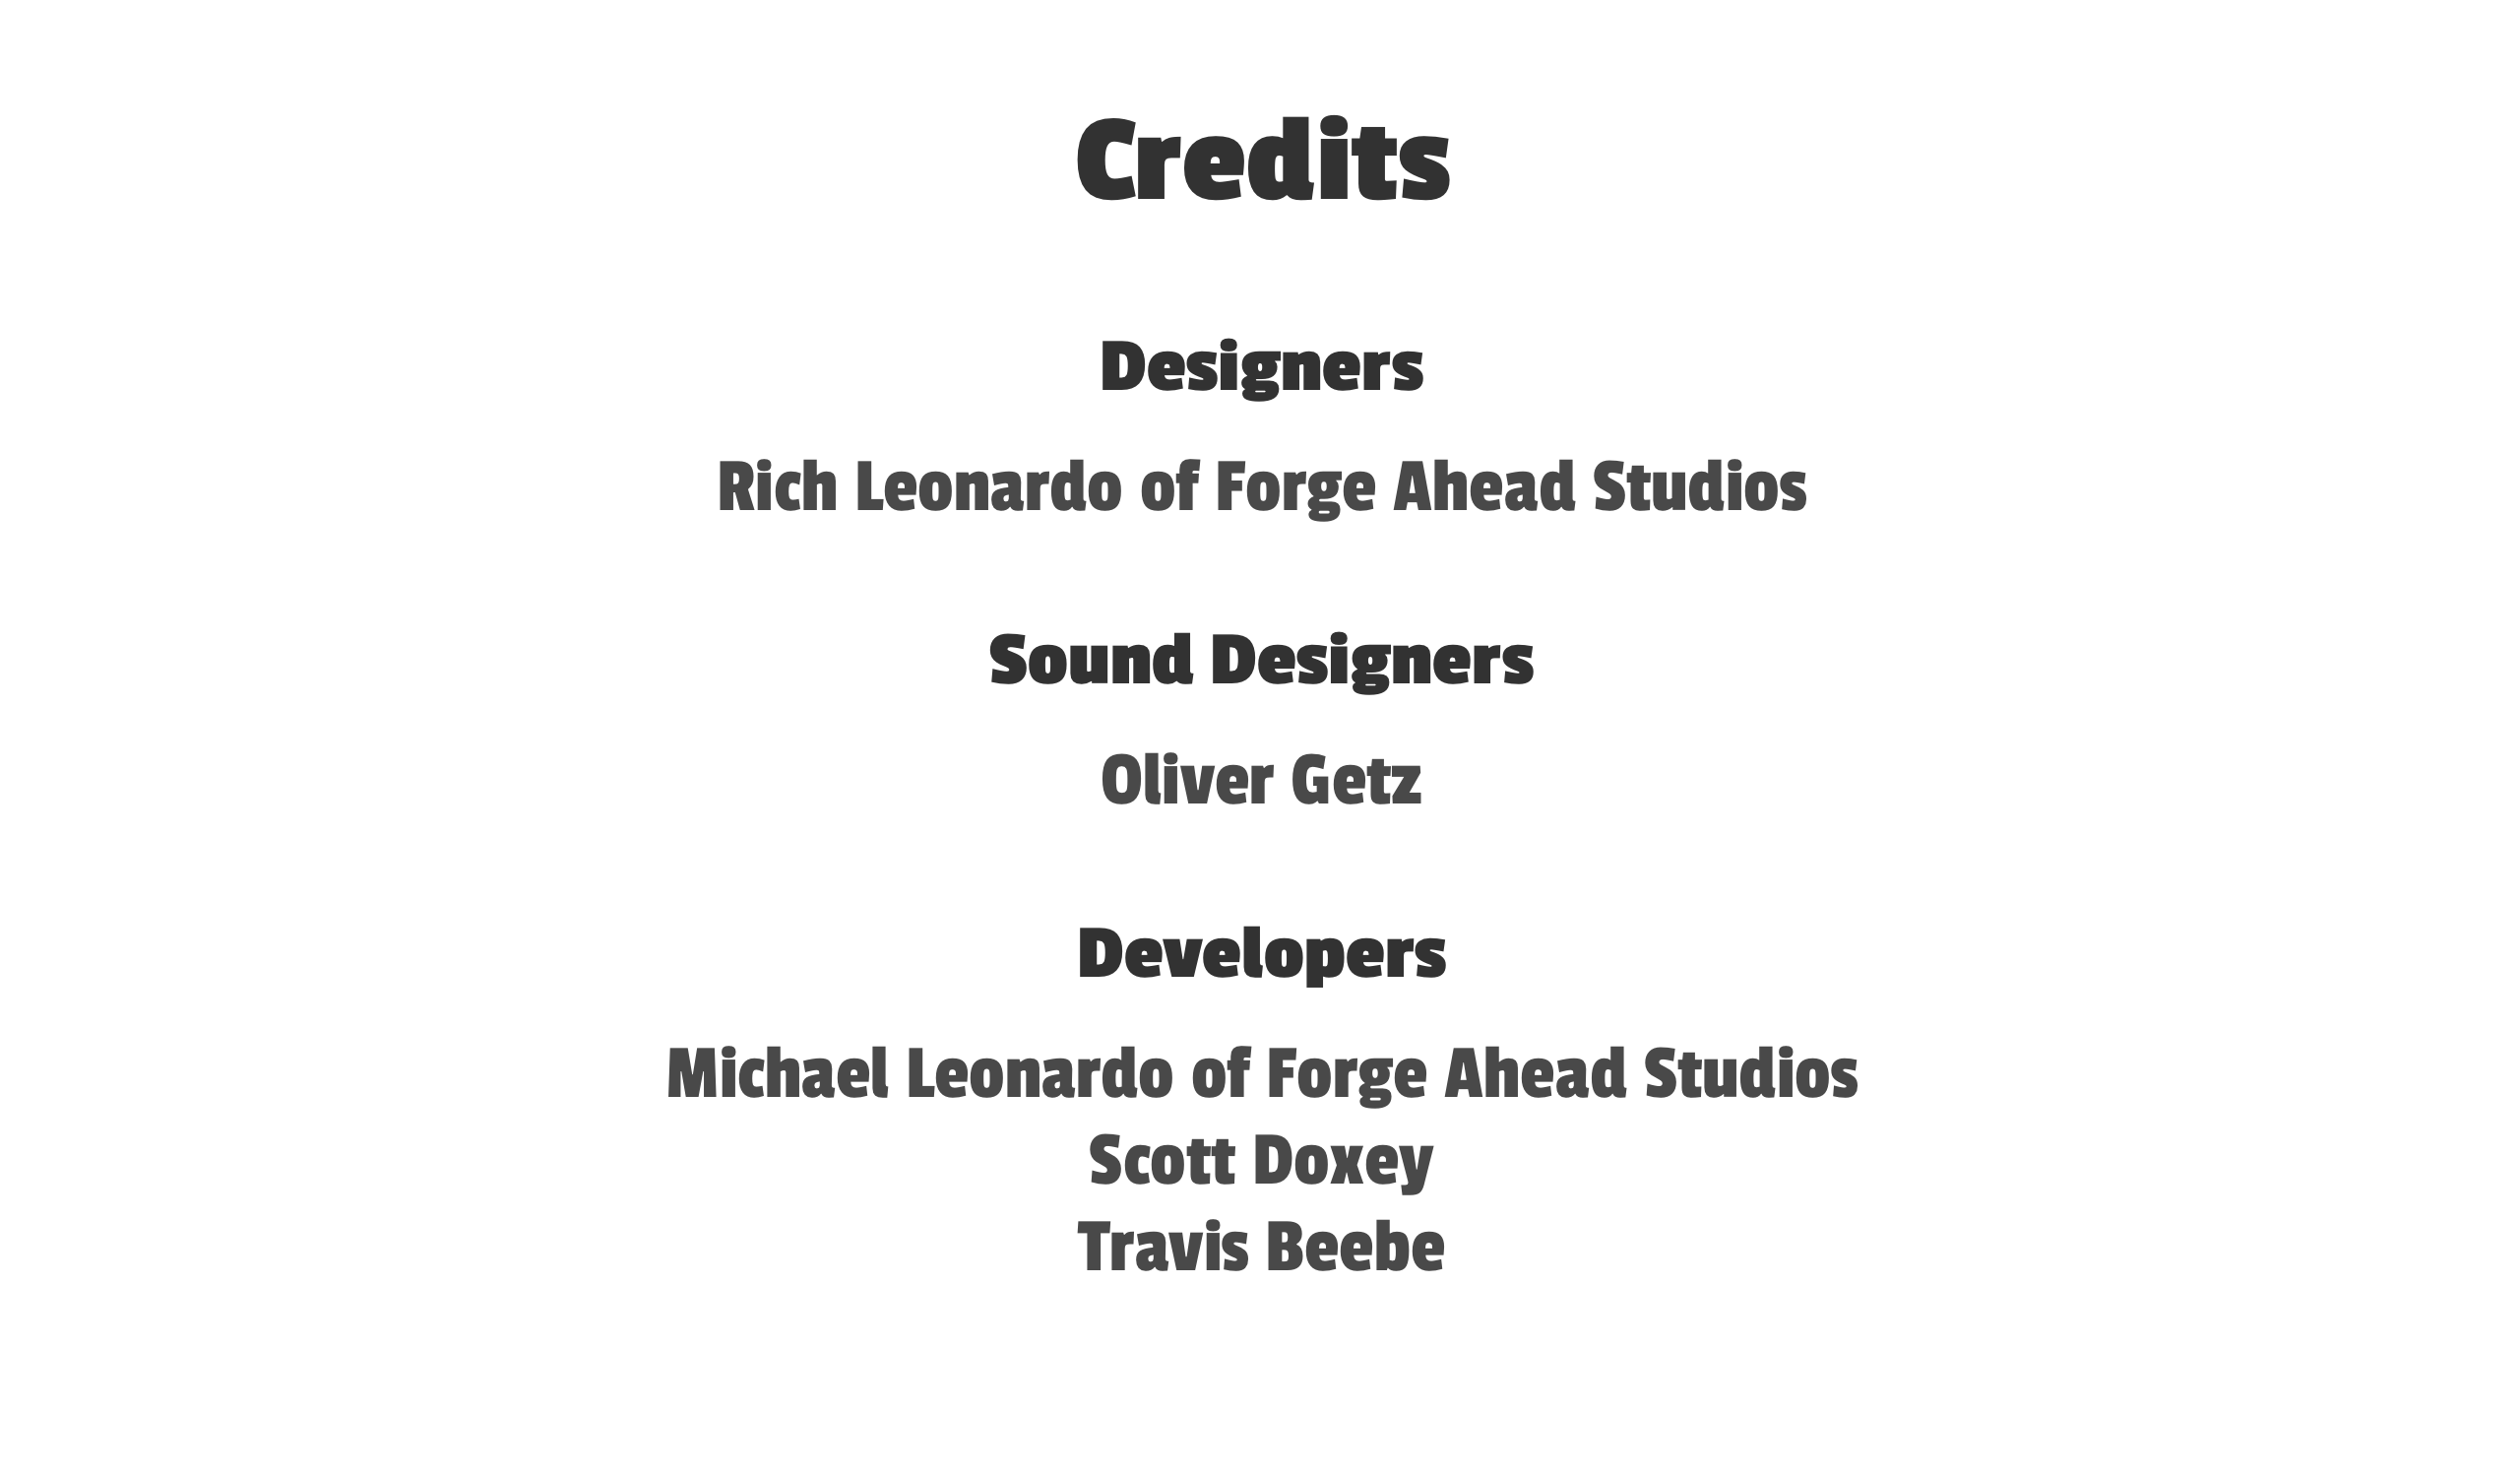 Credits
Designers
Rich Leonardo of Forge Ahead Studios
Sound Designers
Oliver Getz
Developers
Michael Leonardo of Forge Ahead Studios
Scott Doxey
Travis Beebe